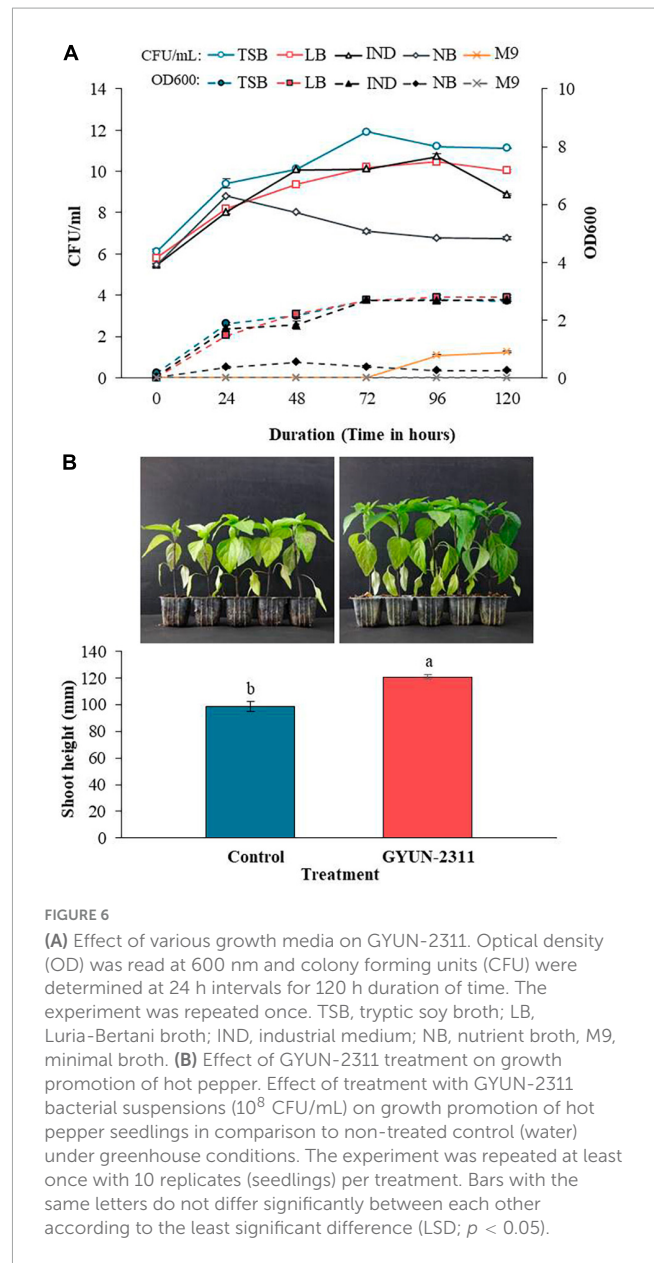 A
CFU/mL: TSB LB IND NB M9
OD600: TSB LB IND NB M9
14 10
12
8
10
8 6
6 4
4
2
2
0 0
CFU/ml
OD600
0 24 48 72 96 120
Duration (Time in hours)
B
140
120
100
80
60
40
20
0
Shoot height (mm)
b
a
Control GYUN-2311
Treatment
FIGURE 6
(A) Effect of various growth media on GYUN-2311. Optical density
(OD) was read at 600 nm and colony forming units (CFU) were
determined at 24 h intervals for 120 h duration of time. The
experiment was repeated once. TSB, tryptic soy broth; LB,
Luria-Bertani broth; IND, industrial medium; NB, nutrient broth, M9,
minimal broth. (B) Effect of GYUN-2311 treatment on growth
promotion of hot pepper. Effect of treatment with GYUN-2311
bacterial suspensions (10⁸ CFU/mL) on growth promotion of hot
pepper seedlings in comparison to non-treated control (water)
under greenhouse conditions. The experiment was repeated at least
once with 10 replicates (seedlings) per treatment. Bars with the
same letters do not differ significantly between each other
according to the least significant difference (LSD; p < 0.05).